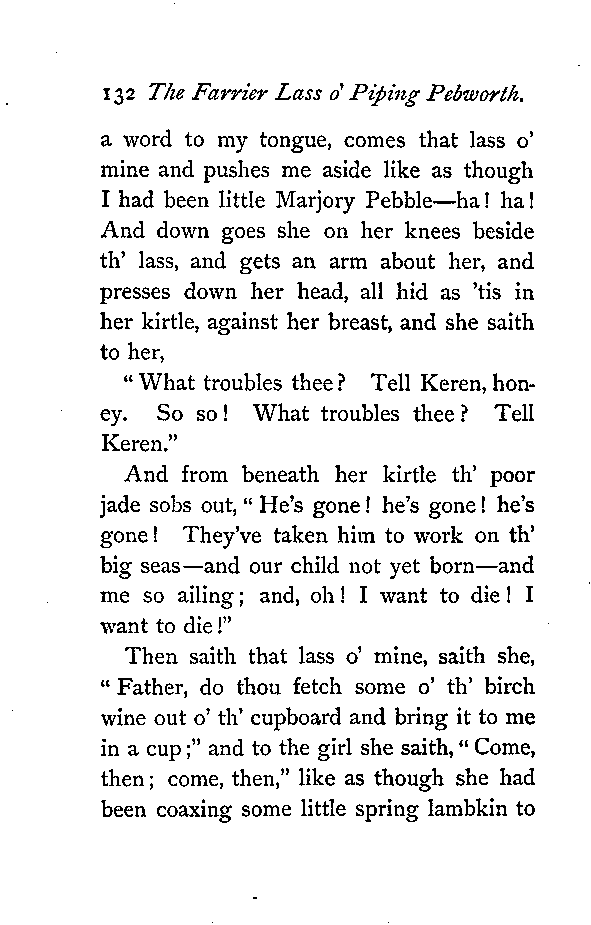 132 The Farrier Lass o' Piping Pebworth.
a word to my tongue, comes that lass o'
mine and pushes me aside like as though
I had been little Marjory Pebble—ha! ha!
And down goes she on her knees beside
th' lass, and gets an arm about her, and
presses down her head, all hid as 'tis in
her kirtle, against her breast, and she saith
to her,
"What troubles thee? Tell Keren, hon-
ey. So so! What troubles thee? Tell
Keren."
And from beneath her kirtle th' poor
jade sobs out, "He's gone! he's gone! he's
gone! They've taken him to work on th'
big seas—and our child not yet born—and
me so ailing; and, oh! I want to die! I
want to die!"
Then saith that lass o' mine, saith she,
"Father, do thou fetch some o' th' birch
wine out o' th' cupboard and bring it to me
in a cup;" and to the girl she saith, "Come,
then; come, then," like as though she had
been coaxing some little spring lambkin to